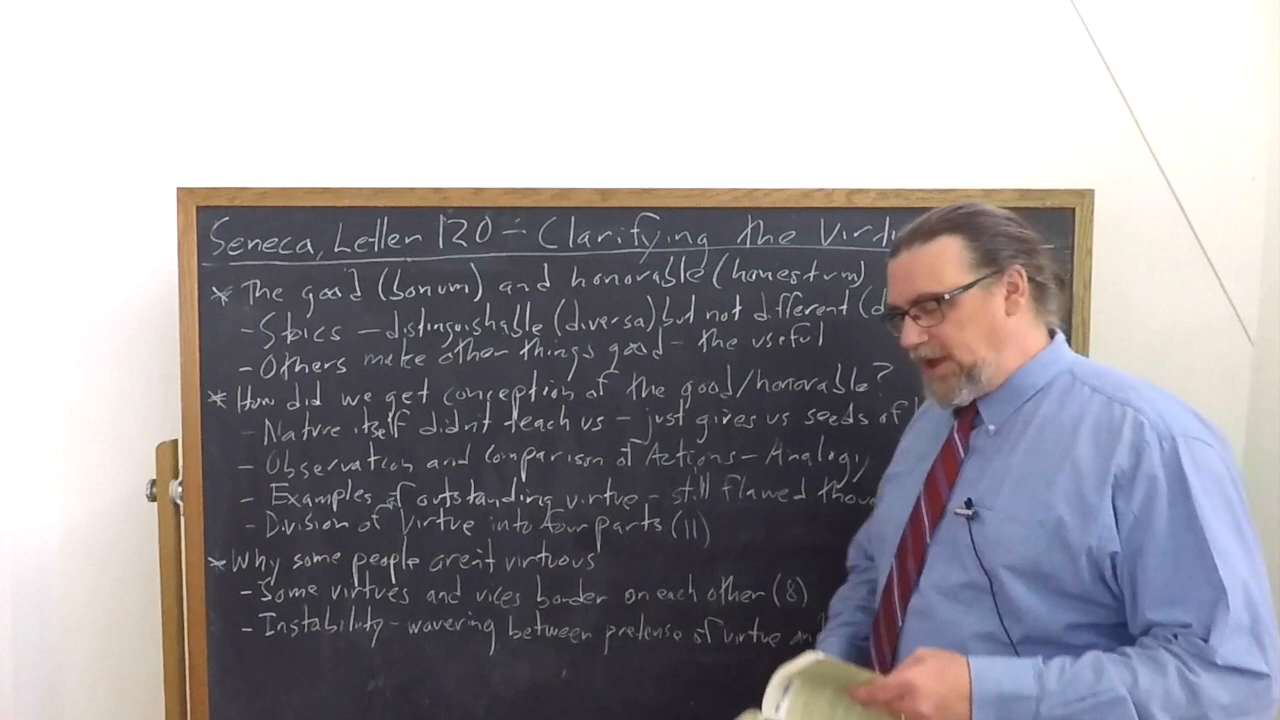 Seneca, Letter 120 - Clarifying the Virtu
* The good (bonum) and honorable (honestum)
- Stoics - distinguishable (diversa) but not different (d
- Others make other things good - the useful
* How did we get conception of the good/honorable?
- Nature itself didn't teach us - just gives us seeds of
- Observation and comparison of Actions - Analogy
- Examples of outstanding virtue - still flawed thou
- Division of Virtue into four parts (11)
* Why some people aren't virtuous
- Some virtues and vices border on each other (8)
- Instability - wavering between pretense of virtue an